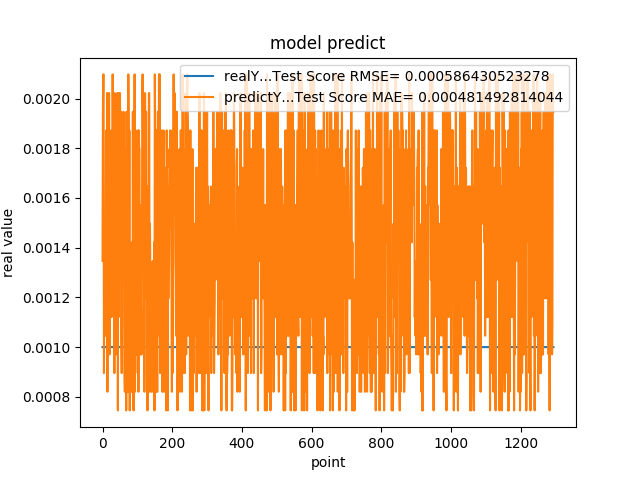 model predict
realY...Test Score RMSE= 0.000586430523278
predictY...Test Score MAE= 0.000481492814044
real value
0.0020
0.0018
0.0016
0.0014
0.0012
0.0010
0.0008
0 200 400 600 800 1000 1200
point